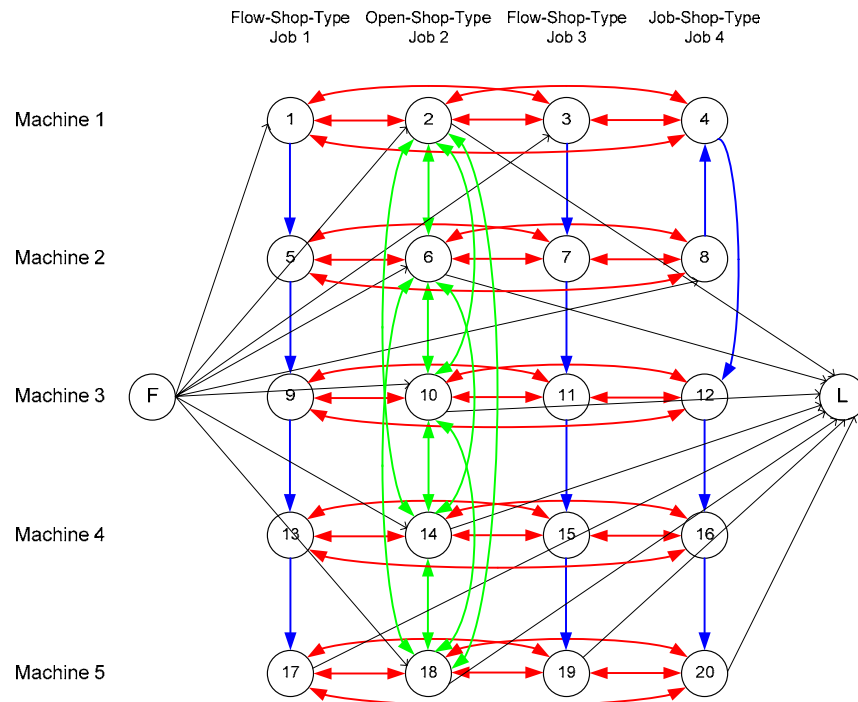 Flow-Shop-Type Open-Shop-Type Flow-Shop-Type Job-Shop-Type
Job 1 Job 2 Job 3 Job 4
Machine 1 1 2 3 4
Machine 2 5 6 7 8
Machine 3 F 9 10 11 12 L
Machine 4 13 14 15 16
Machine 5 17 18 19 20